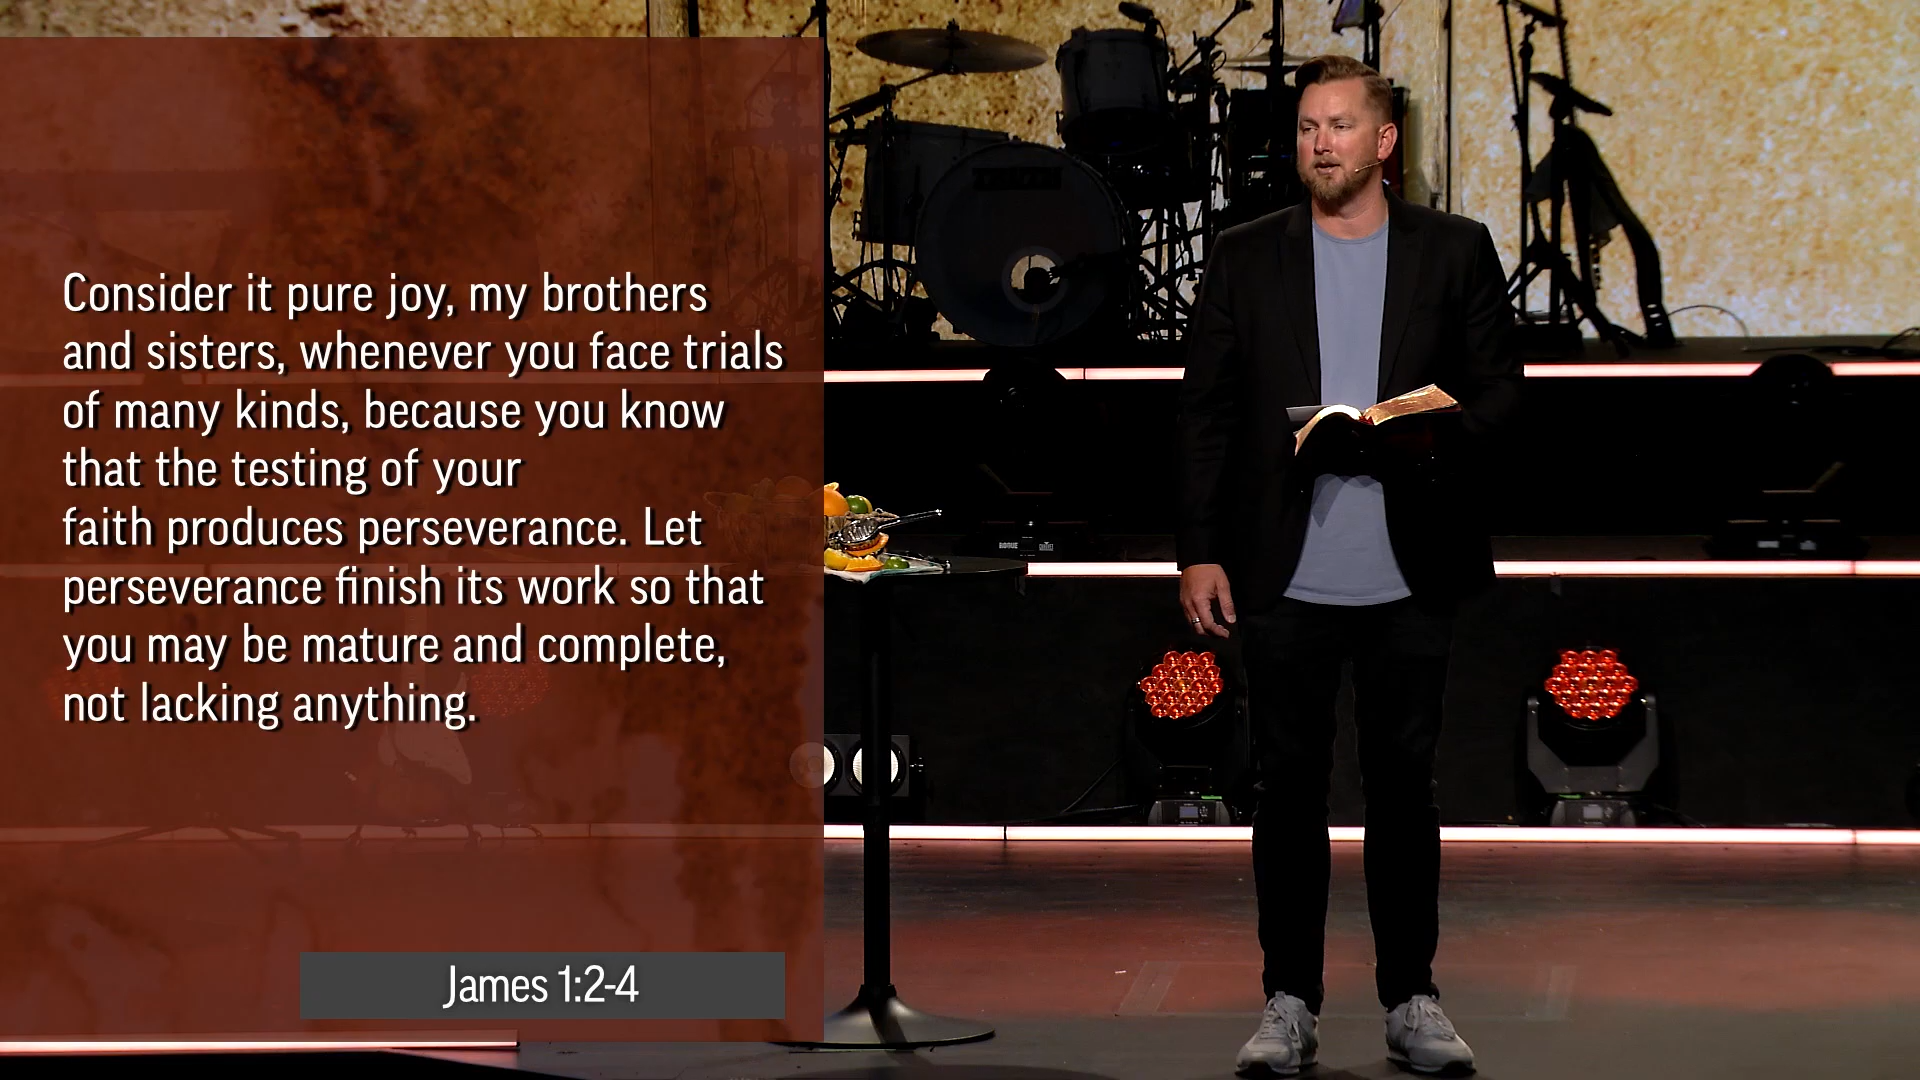 Consider it pure joy, my brothers
and sisters, whenever you face trials
of many kinds, because you know
that the testing of your
faith produces perseverance. Let
perseverance finish its work so that
you may be mature and complete,
not lacking anything.
James 1:2-4
ROGUE